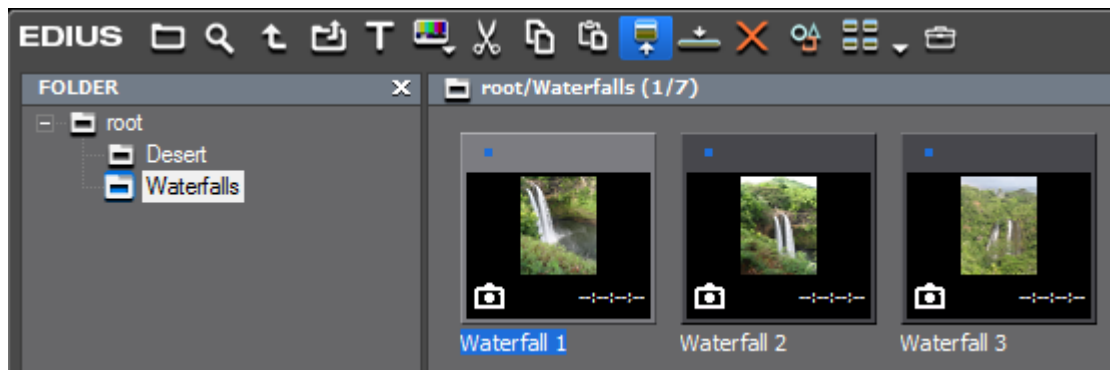 EDIUS
FOLDER
root/Waterfalls (1/7)
root
Desert
Waterfalls
--:--:--:--
--:--:--:--
--:--:--:--
Waterfall 1
Waterfall 2
Waterfall 3